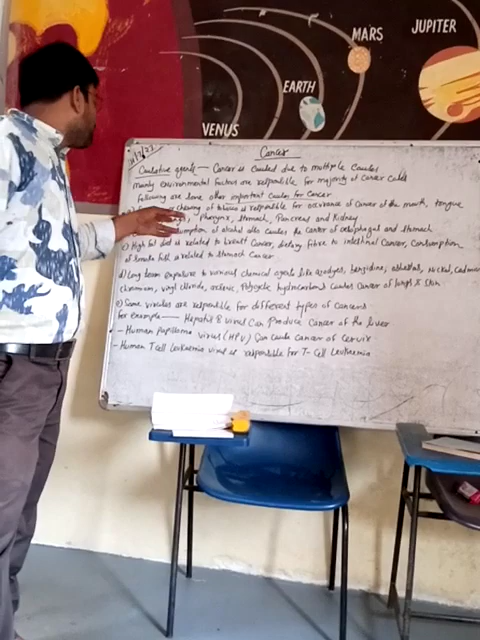 JUPITER
MARS
EARTH
VENUS
Cancer
Causative agents — Cancer is caused due to multiple causes
mainly environmental factors are responsible for majority of cancer cases
following are some other important causes for cancer
chewing of tobacco is responsible for occurance of cancer of the mouth, tongue
Pharynx, stomach, Pancreas and Kidney
consumption of alcohol also causes the cancer of oesophagus and stomach
c) High fat diet is related to breast cancer, dietary fibre to intestinal cancer, consumption
of smoke fish is related to stomach cancer
d) Long term exposure to various chemical agents like benzidine, asbestos, nickel, cadmium
chromium, vinyl chloride, arsenic, Polycyclic hydrocarbons causes cancer of lungs & skin.
e) Some viruses are responsible for different types of cancers
for example — Hepatit B virus can produce cancer of the liver
– Human papilloma virus (HPV) can cause cancer of cervix
– Human T cell Leukaemia virus is responsible for T-cell Leukaemia